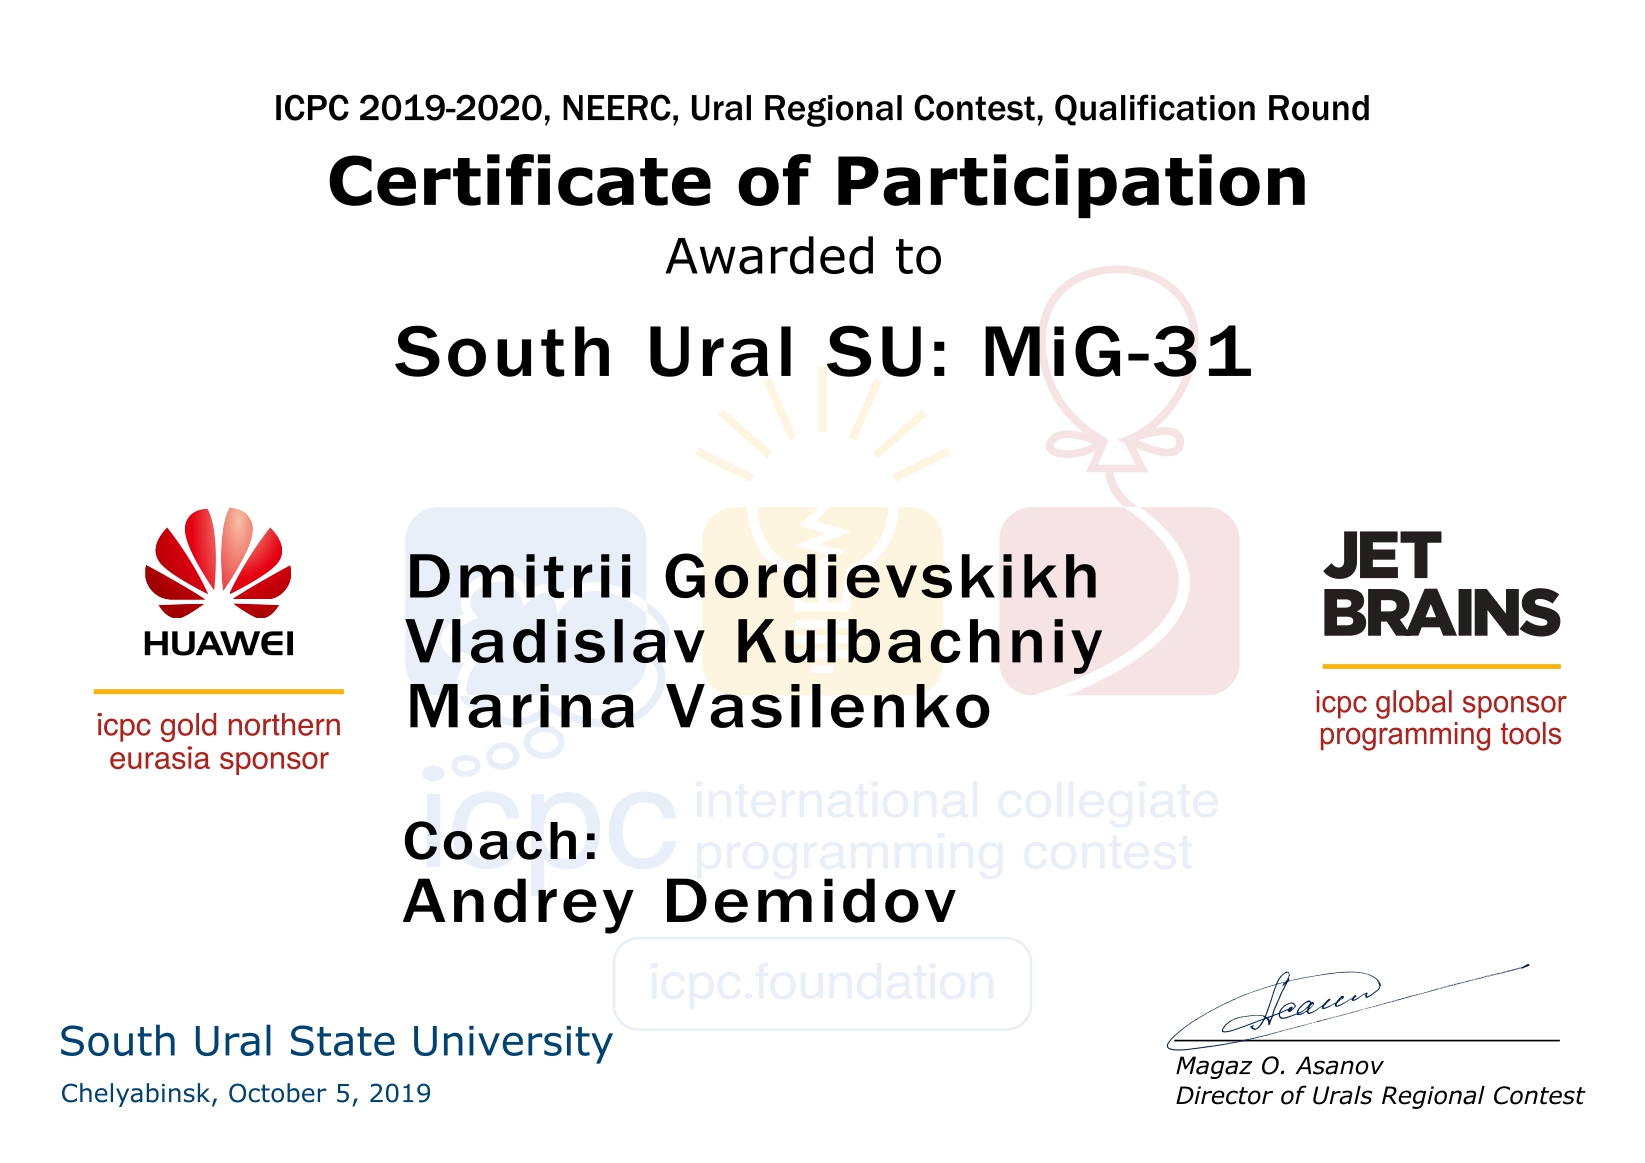 ICPC 2019-2020, NEERC, Ural Regional Contest, Qualification Round
Certificate of Participation
Awarded to
South Ural SU: MiG-31
HUAWEI
icpc gold northern
eurasia sponsor
Dmitrii Gordievskikh
Vladislav Kulbachniy
Marina Vasilenko
JET
BRAINS
icpc global sponsor
programming tools
icpc international collegiate
programming contest
Coach:
Andrey Demidov
icpc.foundation
South Ural State University
Chelyabinsk, October 5, 2019
Magaz O. Asanov
Director of Urals Regional Contest